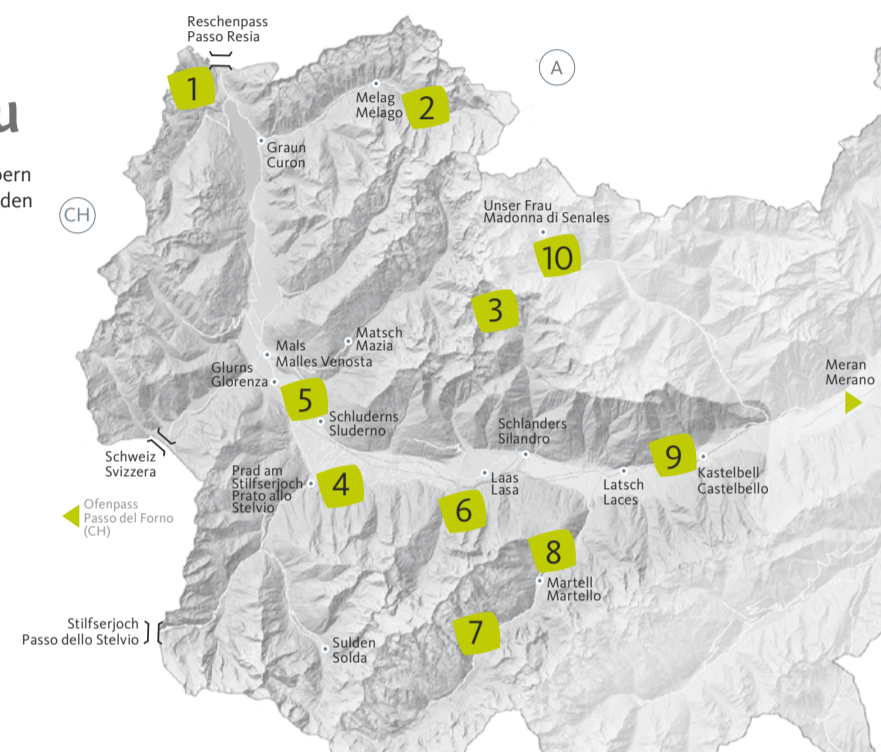 Reschenpass
Passo Resia
1
Melag
Melago
2
A
u
Graun
Curon
bern
den
CH
Unser Frau
Madonna di Senales
10
3
Mals
Malles Venosta
Matsch
Mazia
Glurns
Glorenza
5
Schluderns
Sluderno
Meran
Merano
Schlanders
Silandro
Schweiz
Svizzera
Prad am
Stilfserjoch
Prato allo
Stelvio
4
Laas
Lasa
Latsch
Laces
9
Kastelbell
Castelbello
Ofenpass
Passo del Forno
(CH)
6
8
Martell
Martello
7
Stilfserjoch
Passo dello Stelvio
Sulden
Solda